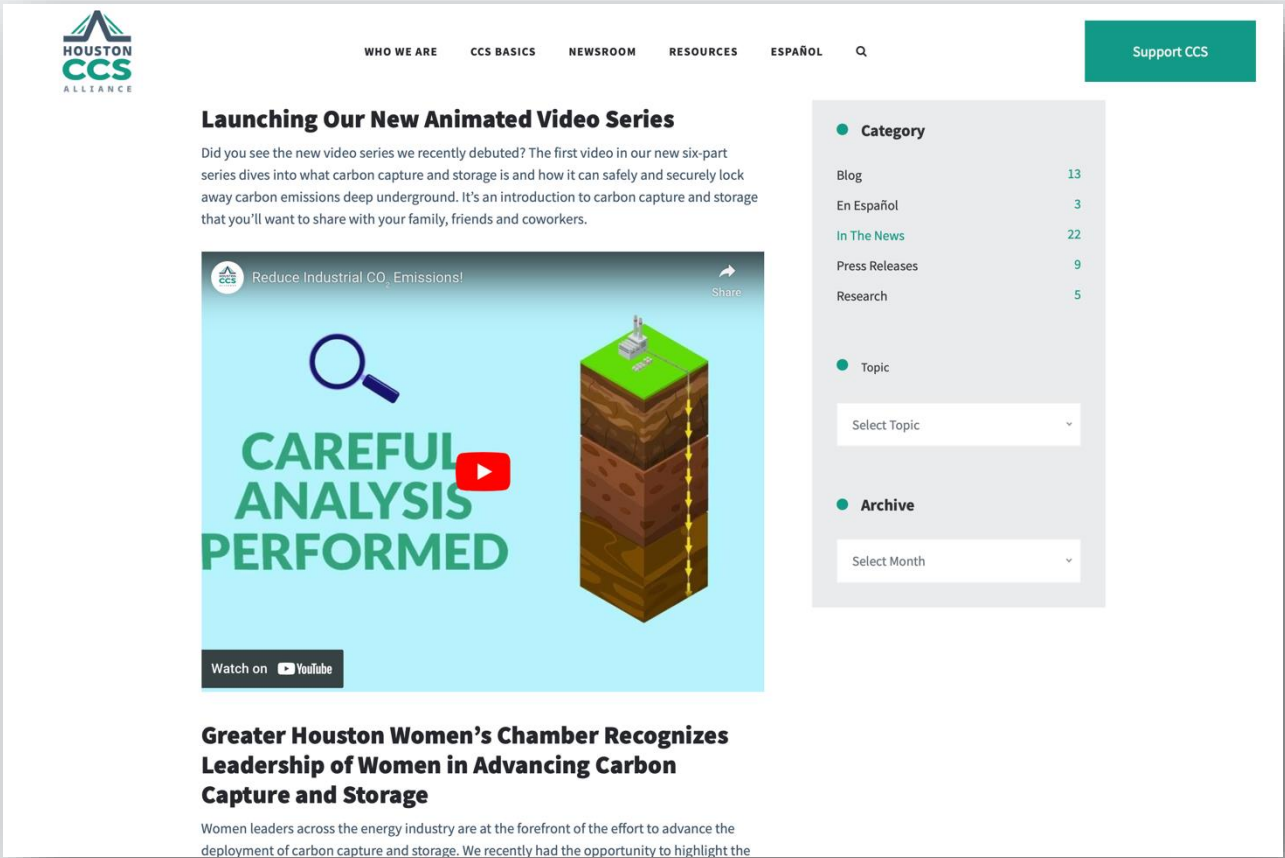 HOUSTON
CCS
ALLIANCE
WHO WE ARE
CCS BASICS
NEWSROOM
RESOURCES
ESPAÑOL
Support CCS
Launching Our New Animated Video Series
Did you see the new video series we recently debuted? The first video in our new six-part
series dives into what carbon capture and storage is and how it can safely and securely lock
away carbon emissions deep underground. It’s an introduction to carbon capture and storage
that you’ll want to share with your family, friends and coworkers.
HOUSTON
CCS
Reduce Industrial CO₂ Emissions!
Share
CAREFUL
ANALYSIS
PERFORMED
Watch on YouTube
Greater Houston Women’s Chamber Recognizes
Leadership of Women in Advancing Carbon
Capture and Storage
Women leaders across the energy industry are at the forefront of the effort to advance the
deployment of carbon capture and storage. We recently had the opportunity to highlight the
Category
Blog 13
En Español 3
In The News 22
Press Releases 9
Research 5
Topic
Select Topic
Archive
Select Month